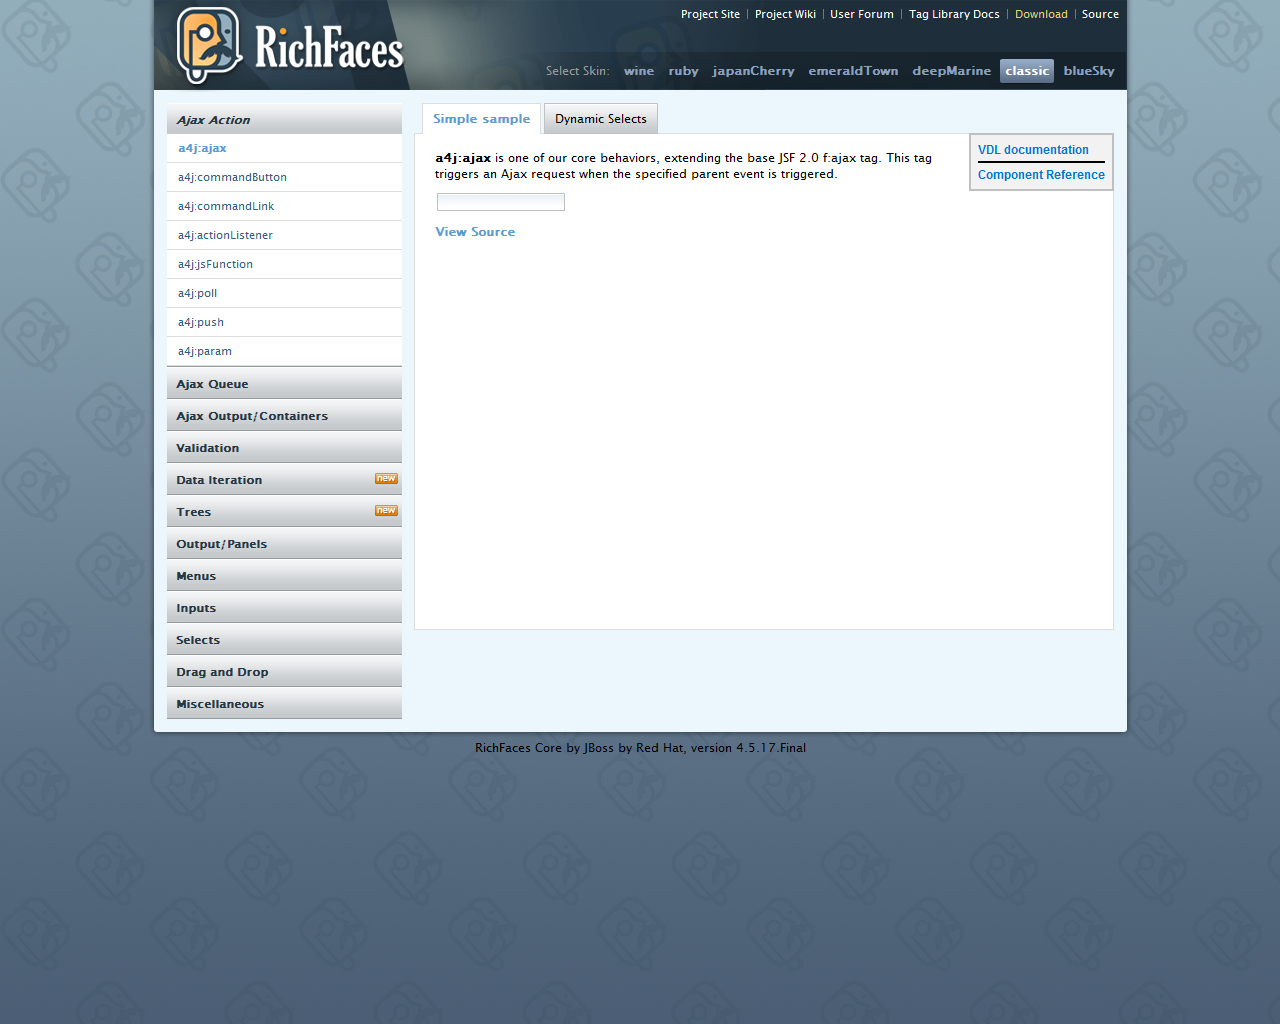 Project Site | Project Wiki | User Forum | Tag Library Docs | Download | Source
RichFaces
Select Skin: wine ruby japanCherry emeraldTown deepMarine classic blueSky
Ajax Action
a4j:ajax
a4j:commandButton
a4j:commandLink
a4j:actionListener
a4j:jsFunction
a4j:poll
a4j:push
a4j:param
Ajax Queue
Ajax Output/Containers
Validation
Data Iteration new
Trees new
Output/Panels
Menus
Inputs
Selects
Drag and Drop
Miscellaneous
Simple sample Dynamic Selects
a4j:ajax is one of our core behaviors, extending the base JSF 2.0 f:ajax tag. This tag
triggers an Ajax request when the specified parent event is triggered.
View Source
VDL documentation
Component Reference
RichFaces Core by JBoss by Red Hat, version 4.5.17.Final